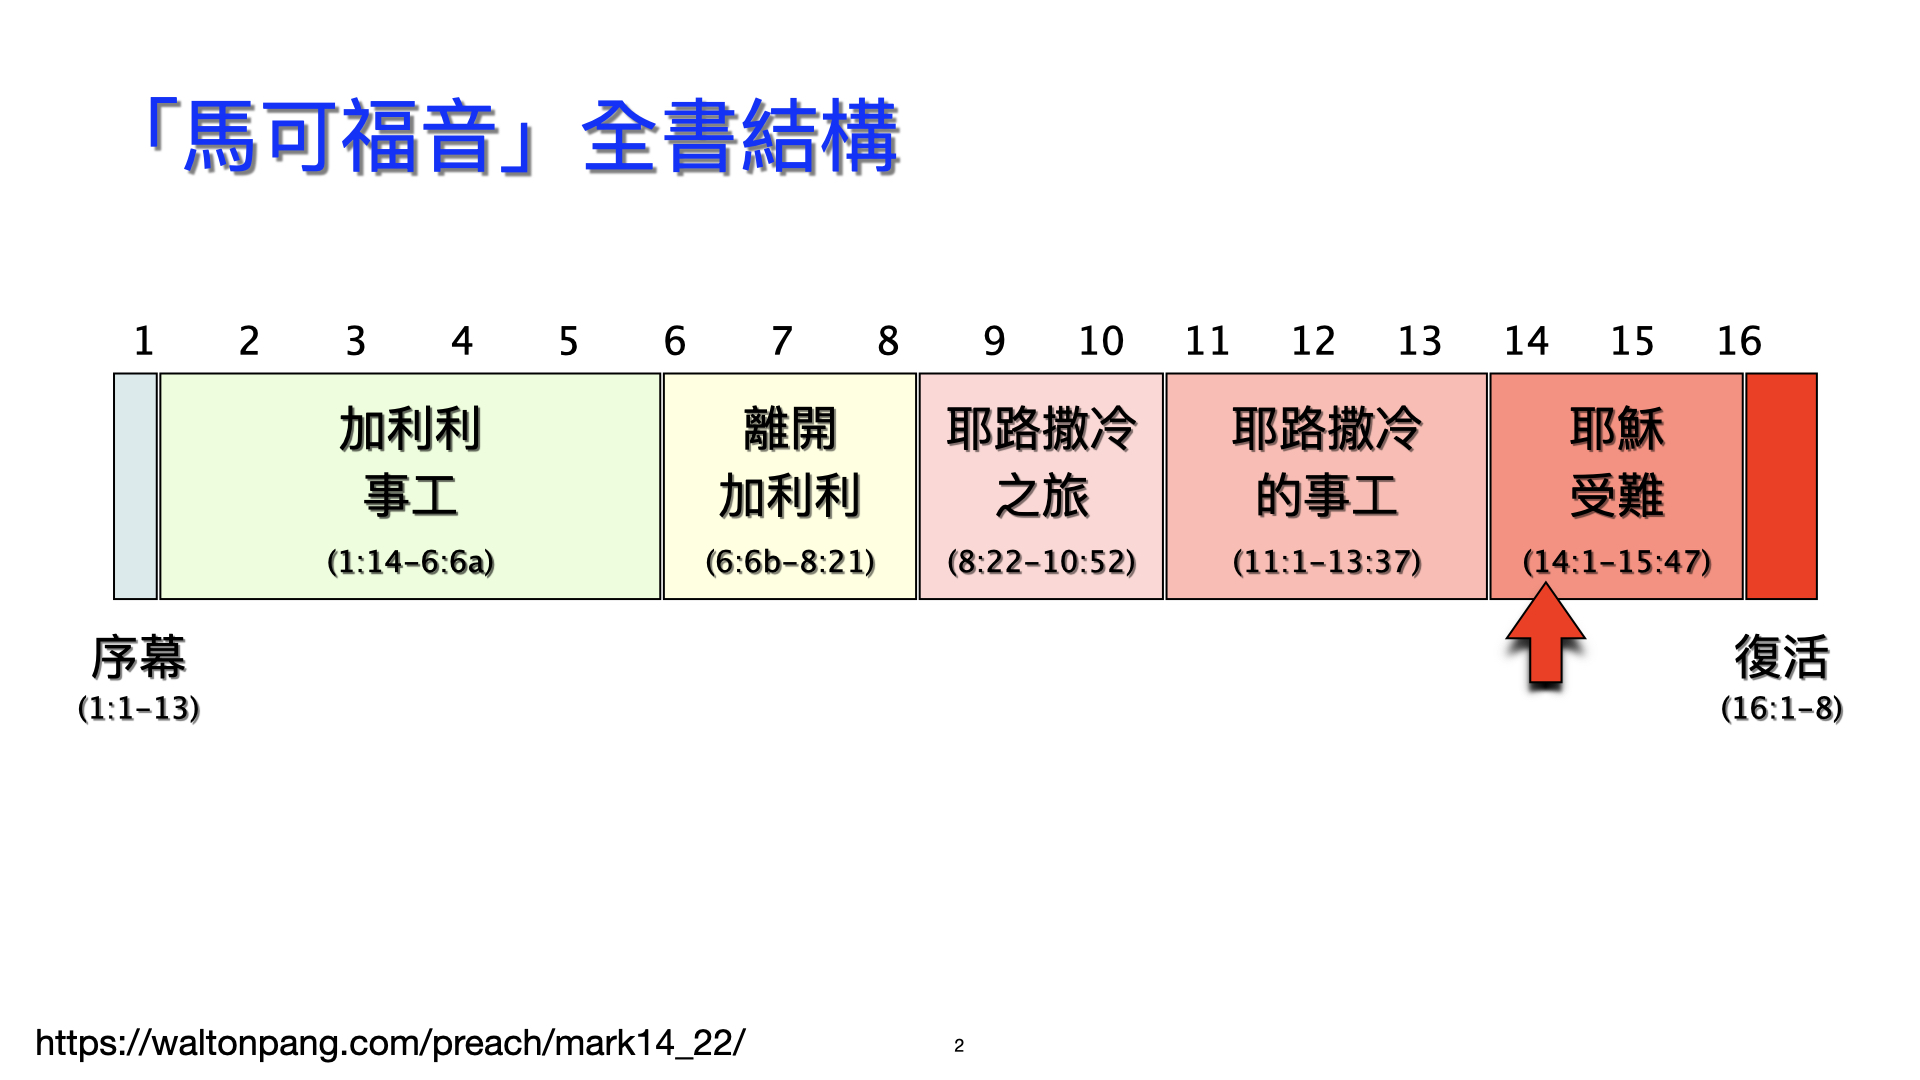 「馬可福音」全書結構
1 2 3 4 5 6 7 8 9 10 11 12 13 14 15 16
加利利
事工
(1:14-6:6a)
離開
加利利
(6:6b-8:21)
耶路撒冷
之旅
(8:22-10:52)
耶路撒冷
的事工
(11:1-13:37)
耶穌
受難
(14:1-15:47)
序幕
(1:1-13)
復活
(16:1-8)
https://waltonpang.com/preach/mark14_22/
2